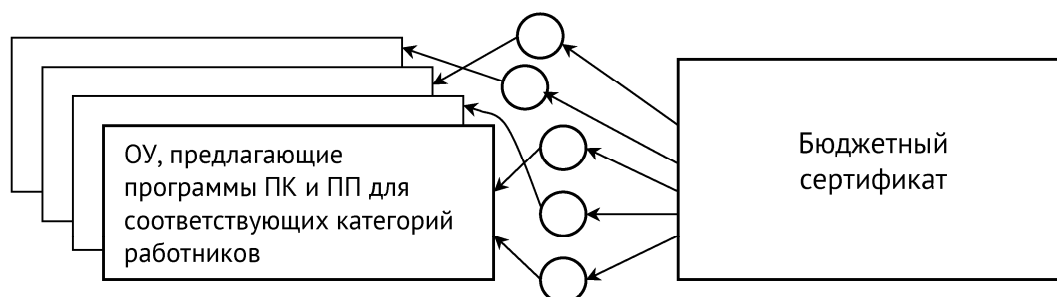 ОУ, предлагающие
программы ПК и ПП для
соответствующих категорий
работников
Бюджетный
сертификат